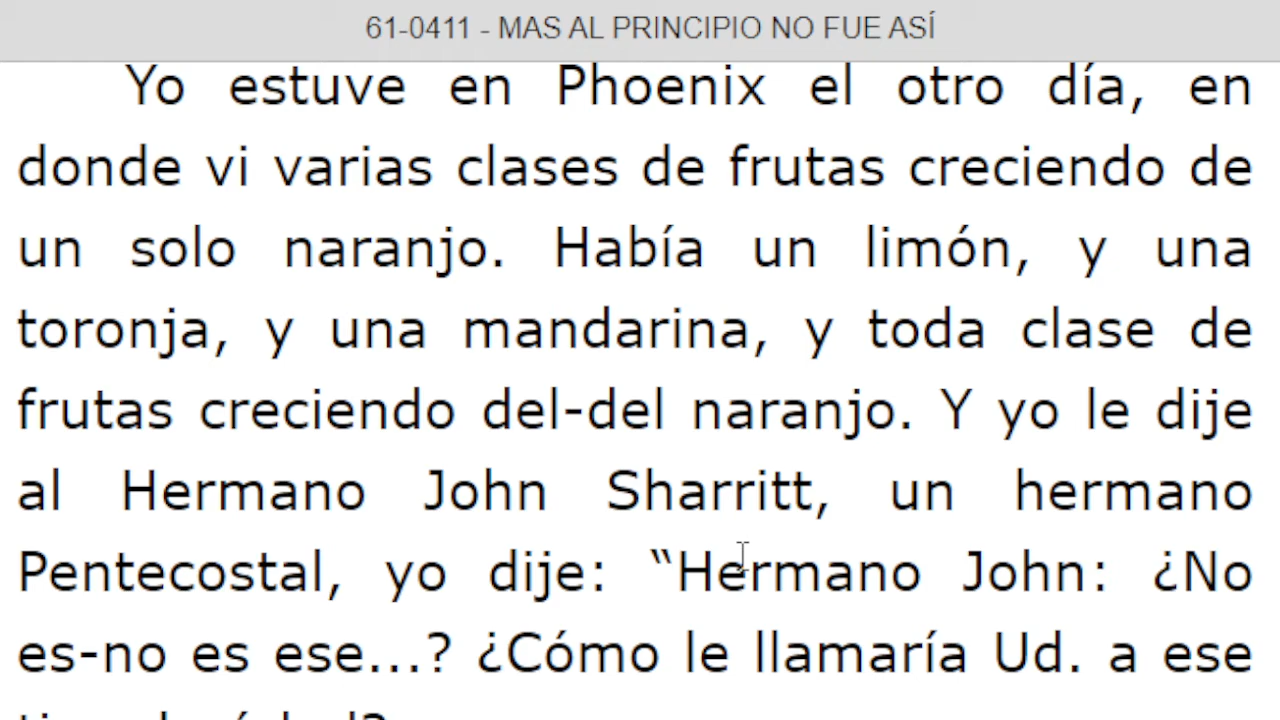 61-0411 - MAS AL PRINCIPIO NO FUE ASÍ
Yo estuve en Phoenix el otro día, en
donde vi varias clases de frutas creciendo de
un solo naranjo. Había un limón, y una
toronja, y una mandarina, y toda clase de
frutas creciendo del-del naranjo. Y yo le dije
al Hermano John Sharritt, un hermano
Pentecostal, yo dije: “Hermano John: ¿No
es-no es ese...? ¿Cómo le llamaría Ud. a ese